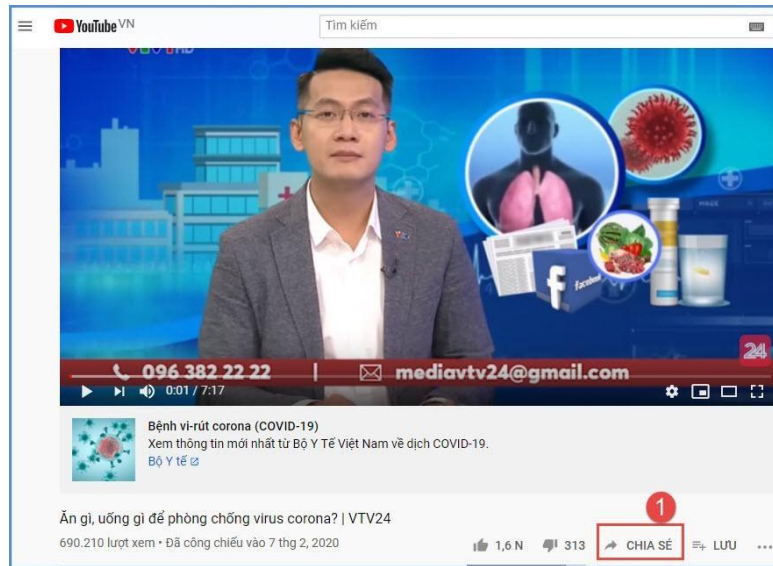 YouTube VN
Tìm kiếm
24
096 382 22 22 | mediavtv24@gmail.com
facebook
0:01 / 7:17
Bệnh vi-rút corona (COVID-19)
Xem thông tin mới nhất từ Bộ Y Tế Việt Nam về dịch COVID-19.
Bộ Y tế
1
Ăn gì, uống gì để phòng chống virus corona? | VTV24
690.210 lượt xem • Đã công chiếu vào 7 thg 2, 2020
1,6 N 313 CHIA SẺ LƯU ...